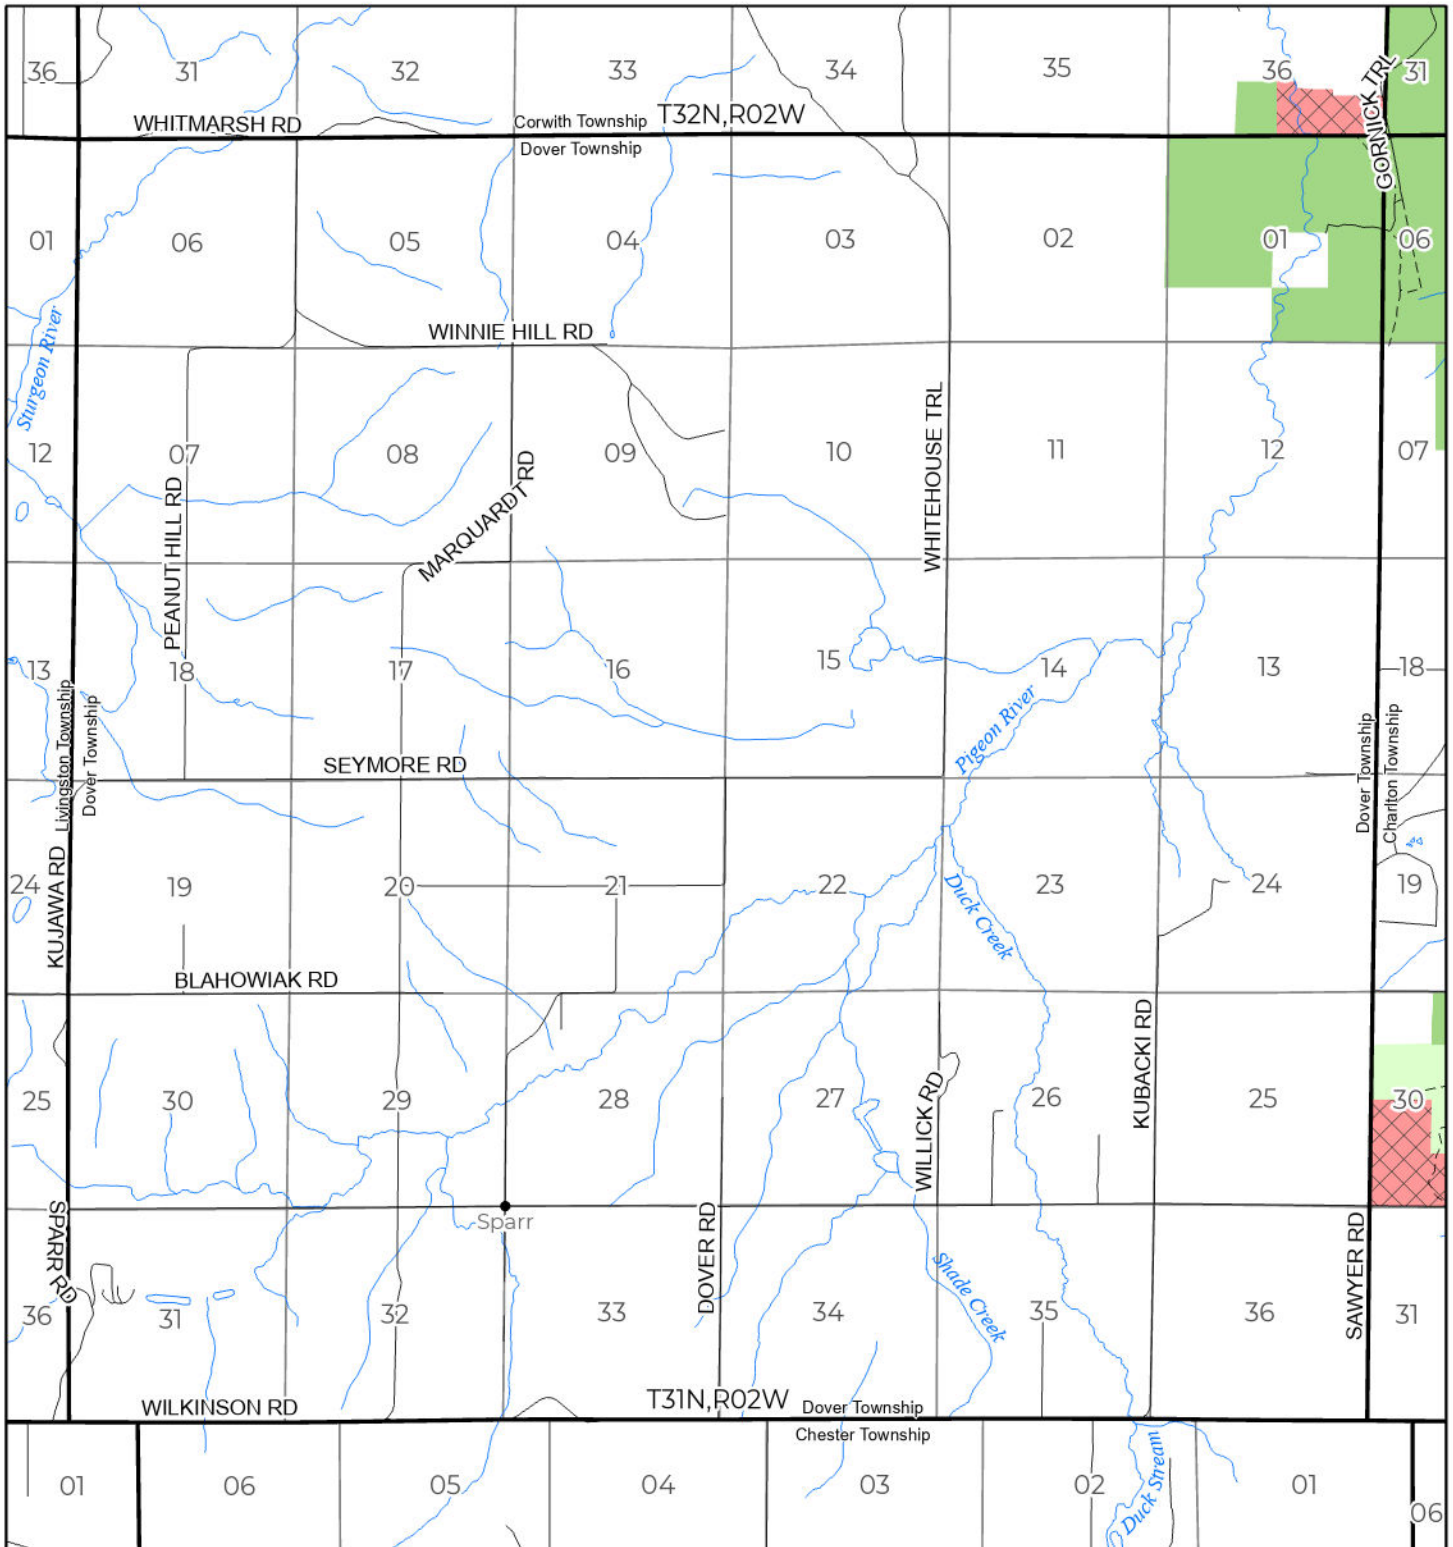 36 31 32 33 34 35 36 31
WHITMARSH RD
Corwith Township T32N,R02W
Dover Township
GORNICK TRL
01 06 05 04 03 02 01 06
Sturgeon River
WINNIE HILL RD
12 07 08 09 10 11 12 07
PEANUT HILL RD
MARQUARDT RD
WHITEHOUSE TRL
13 18 17 16 15 14 13 18
Livingston Township
Dover Township
Pigeon River
Dover Township
Charlton Township
SEYMORE RD
KUJAWA RD
24 19 20 21 22 23 24 19
Duck Creek
BLAHOWIAK RD
25 30 29 28 27 26 25 30
WILLICK RD
KUBACKI RD
SPARR RD
Sparr
DOVER RD
Shade Creek
SAWYER RD
36 31 32 33 34 35 36 31
WILKINSON RD
T31N,R02W Dover Township
Chester Township
01 06 05 04 03 02 01 06
Duck Stream